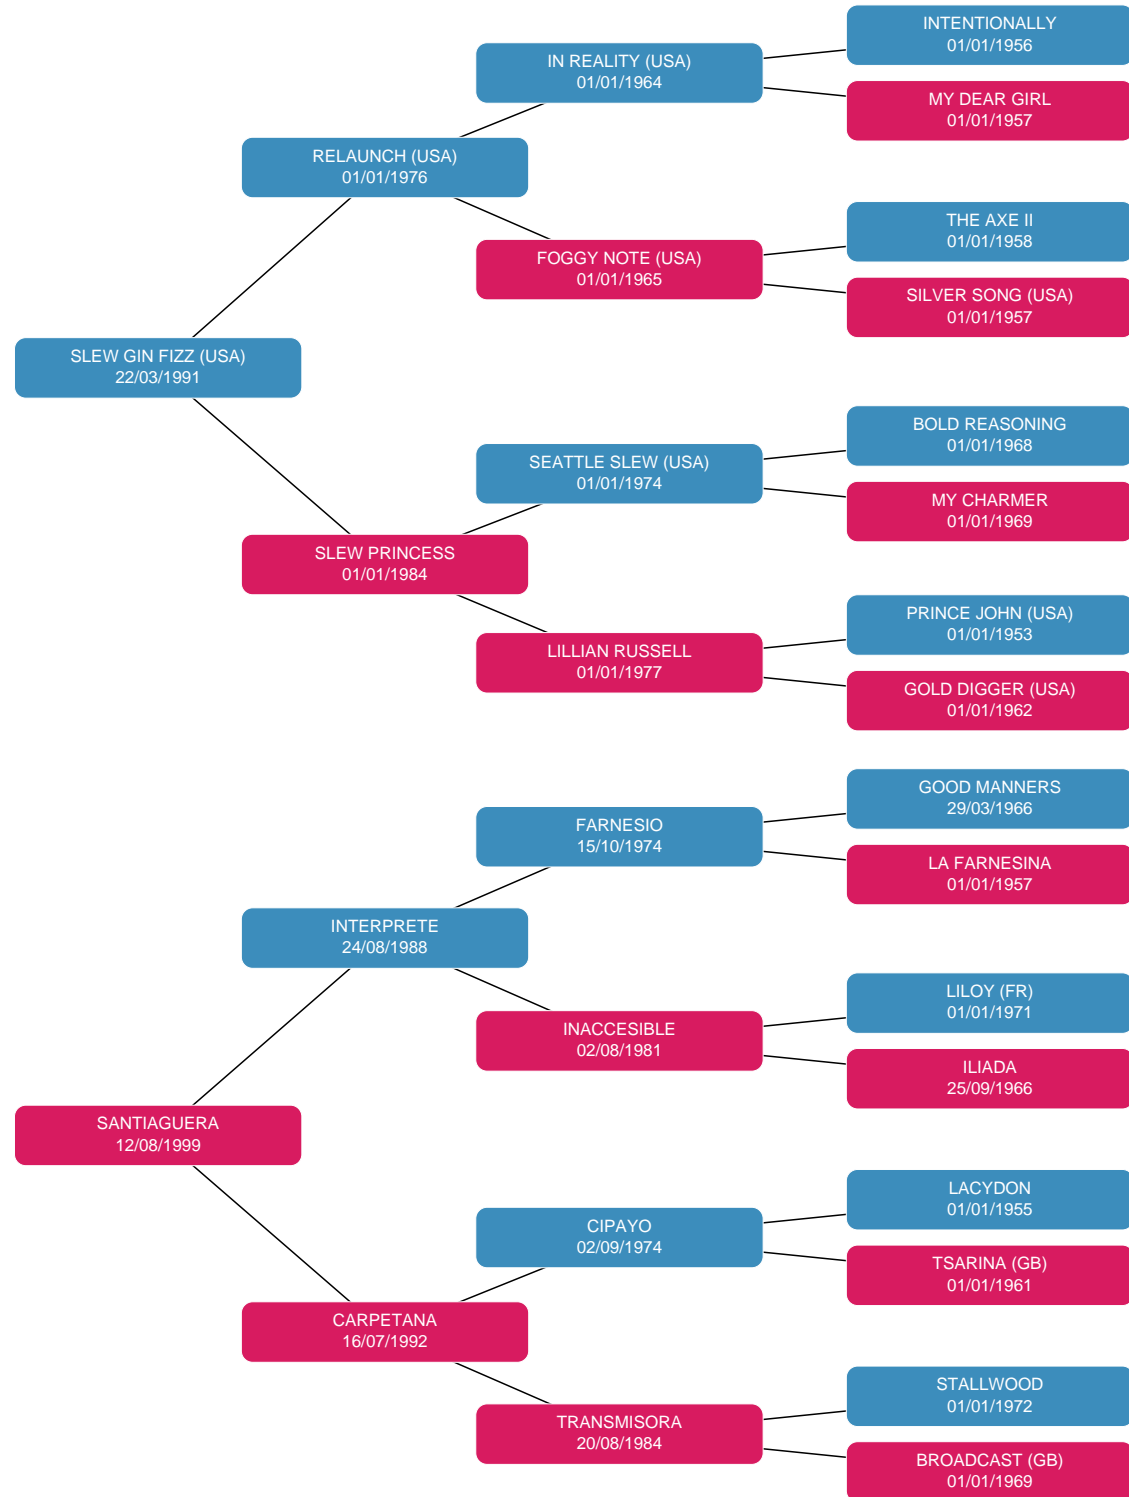 INTENTIONALLY
01/01/1956
IN REALITY (USA)
01/01/1964
MY DEAR GIRL
01/01/1957
RELAUNCH (USA)
01/01/1976
THE AXE II
01/01/1958
FOGGY NOTE (USA)
01/01/1965
SILVER SONG (USA)
01/01/1957
SLEW GIN FIZZ (USA)
22/03/1991
BOLD REASONING
01/01/1968
SEATTLE SLEW (USA)
01/01/1974
MY CHARMER
01/01/1969
SLEW PRINCESS
01/01/1984
PRINCE JOHN (USA)
01/01/1953
LILLIAN RUSSELL
01/01/1977
GOLD DIGGER (USA)
01/01/1962
GOOD MANNERS
29/03/1966
FARNESIO
15/10/1974
LA FARNESINA
01/01/1957
INTERPRETE
24/08/1988
LILOY (FR)
01/01/1971
INACCESIBLE
02/08/1981
ILIADA
25/09/1966
SANTIAGUERA
12/08/1999
LACYDON
01/01/1955
CIPAYO
02/09/1974
TSARINA (GB)
01/01/1961
CARPETANA
16/07/1992
STALLWOOD
01/01/1972
TRANSMISORA
20/08/1984
BROADCAST (GB)
01/01/1969